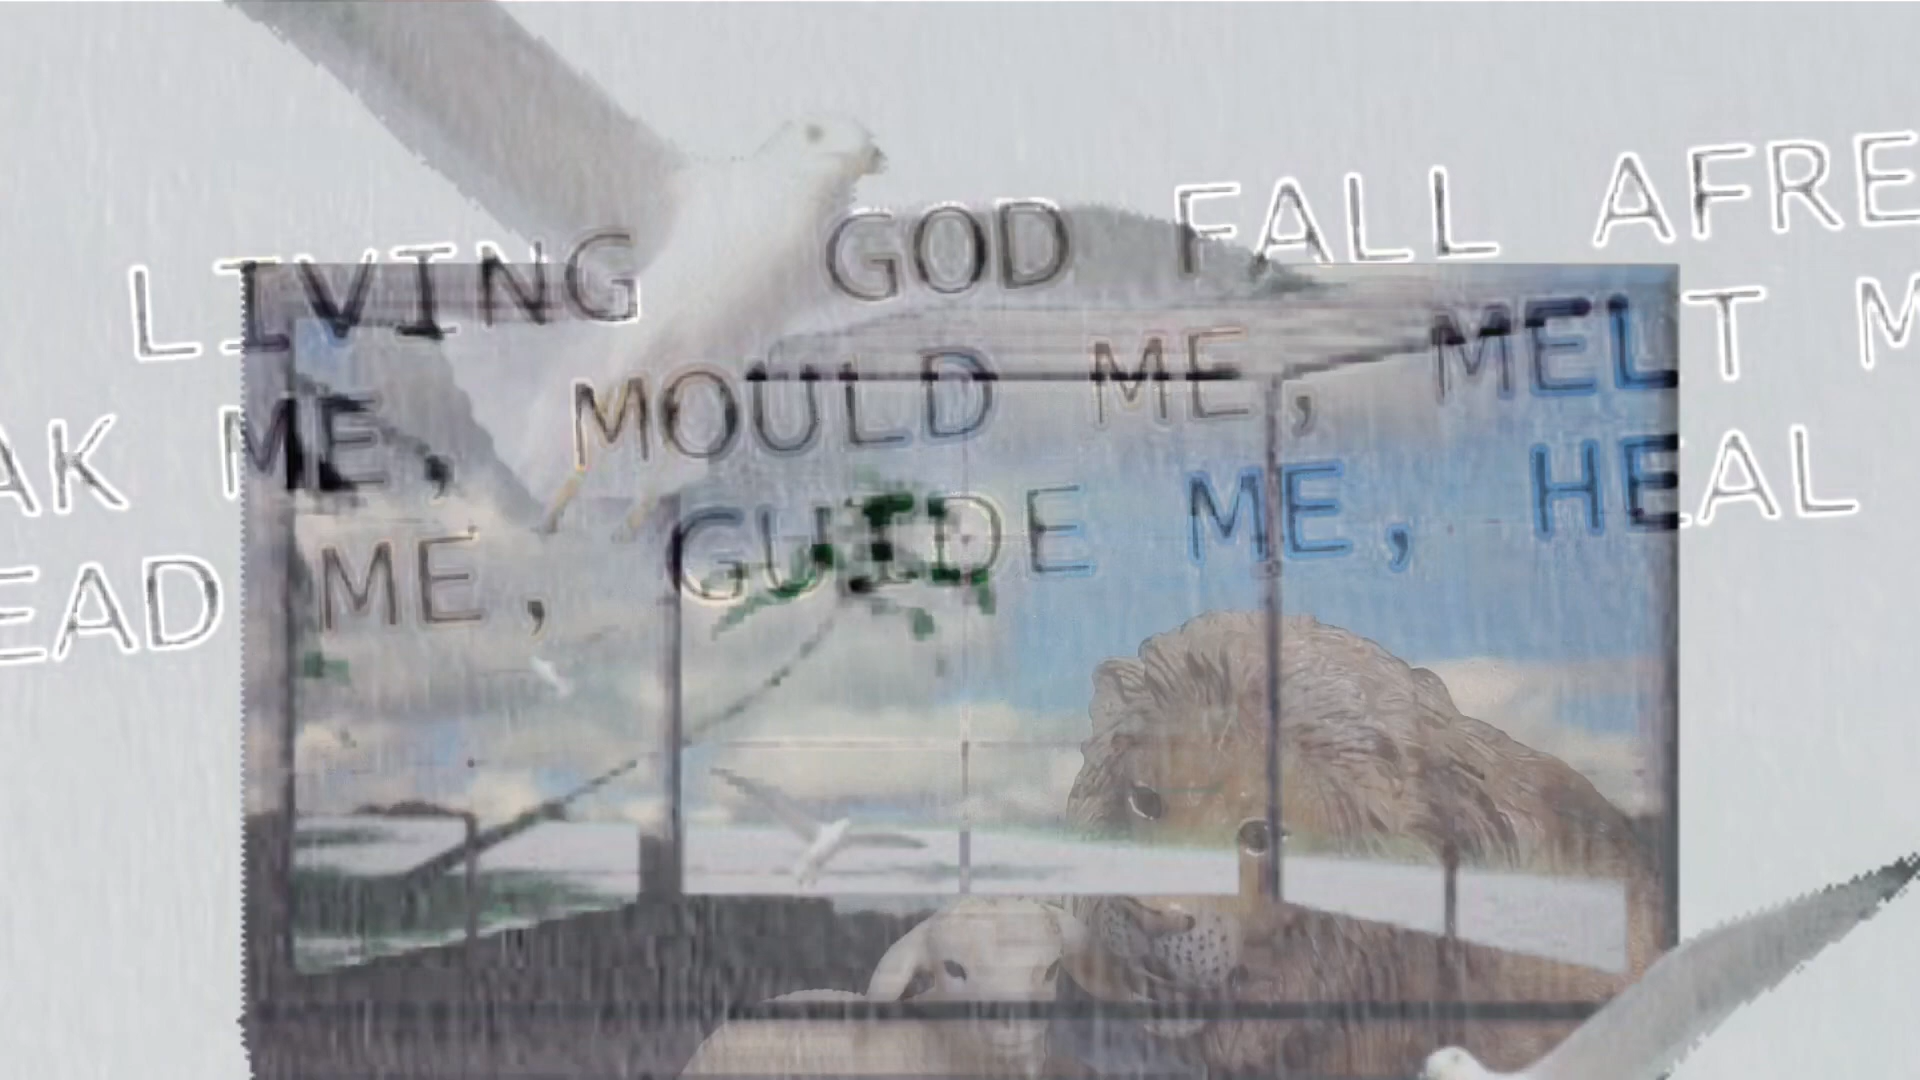 LIVING GOD FALL AFRE
AK ME, MOULD ME, MELT M
EAD ME, GUIDE ME, HEAL